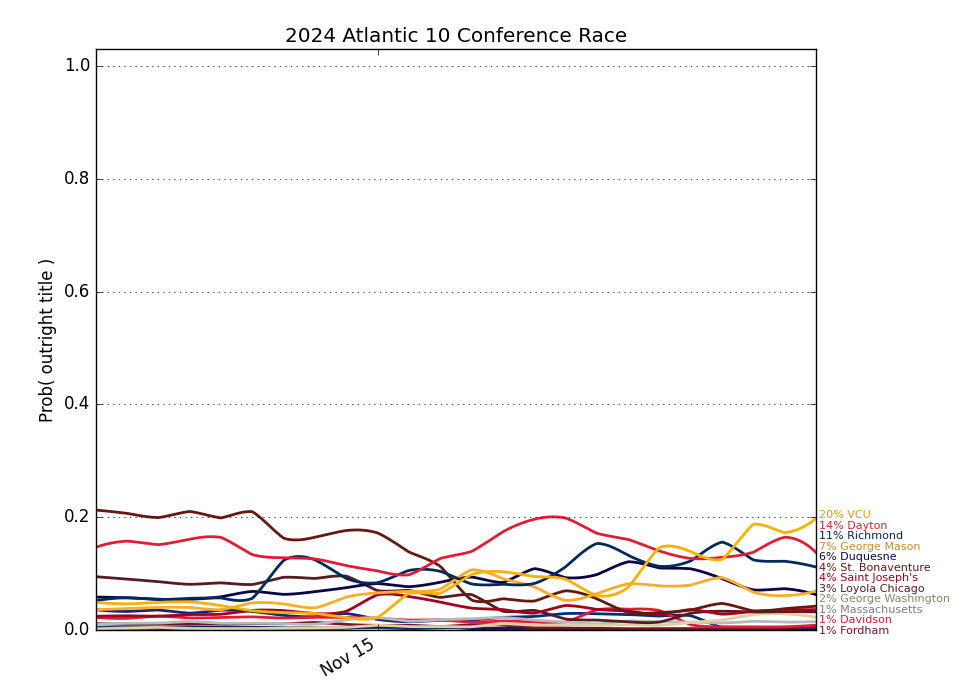 2024 Atlantic 10 Conference Race
Prob( outright title )
1.0
0.8
0.6
0.4
0.2
0.0
Nov 15
20% VCU
14% Dayton
11% Richmond
7% George Mason
6% Duquesne
4% St. Bonaventure
4% Saint Joseph's
3% Loyola Chicago
2% George Washington
1% Massachusetts
1% Davidson
1% Fordham